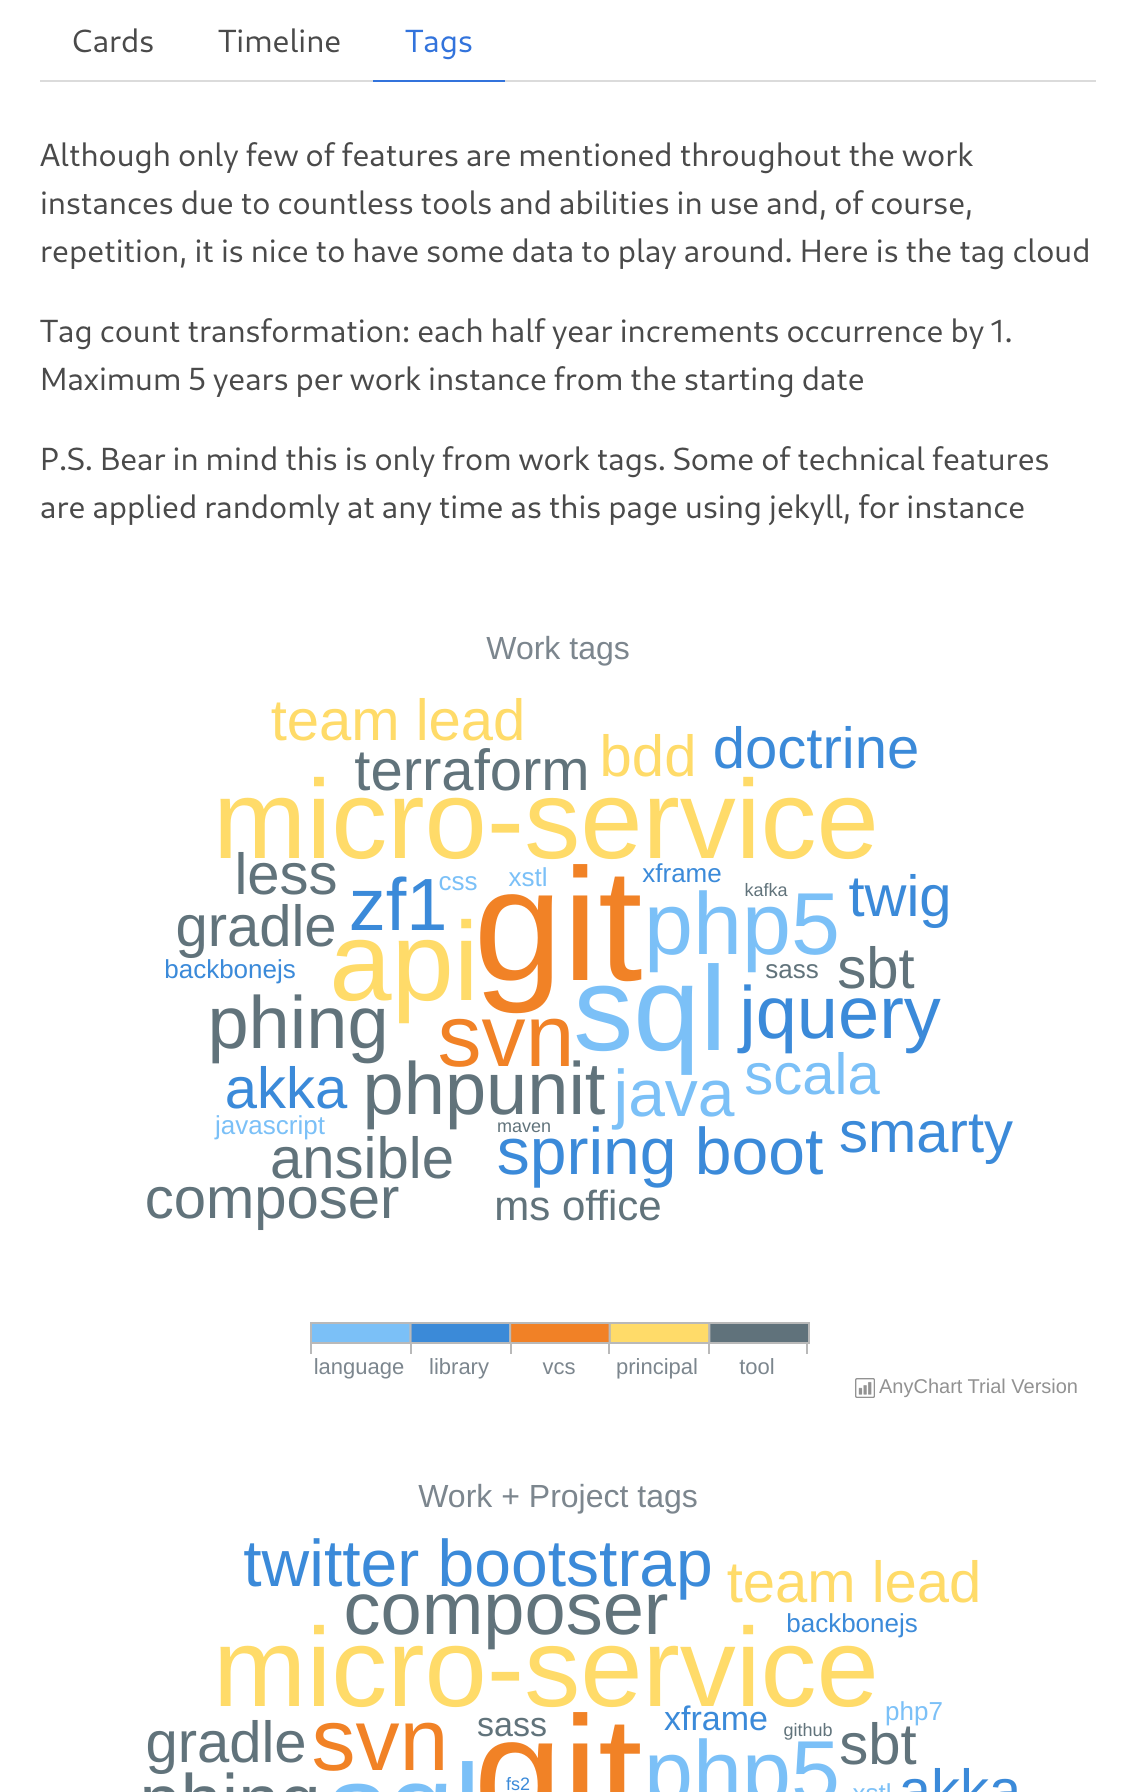 Cards Timeline Tags
Although only few of features are mentioned throughout the work
instances due to countless tools and abilities in use and, of course,
repetition, it is nice to have some data to play around. Here is the tag cloud
Tag count transformation: each half year increments occurrence by 1.
Maximum 5 years per work instance from the starting date
P.S. Bear in mind this is only from work tags. Some of technical features
are applied randomly at any time as this page using jekyll, for instance
Work tags
team lead
terraform bdd doctrine
micro-service
less zf1 css xstl git xframe kafka twig
gradle api php5
backbonejs sass sbt
phing svn sql jquery
akka phpunit java scala
javascript maven
ansible spring boot smarty
composer ms office
language library vcs principal tool
AnyChart Trial Version
Work + Project tags
twitter bootstrap team lead
composer backbonejs
micro-service
gradle svn sass git xframe github php7
sbt
phing sql fs2 php5 xstl akka